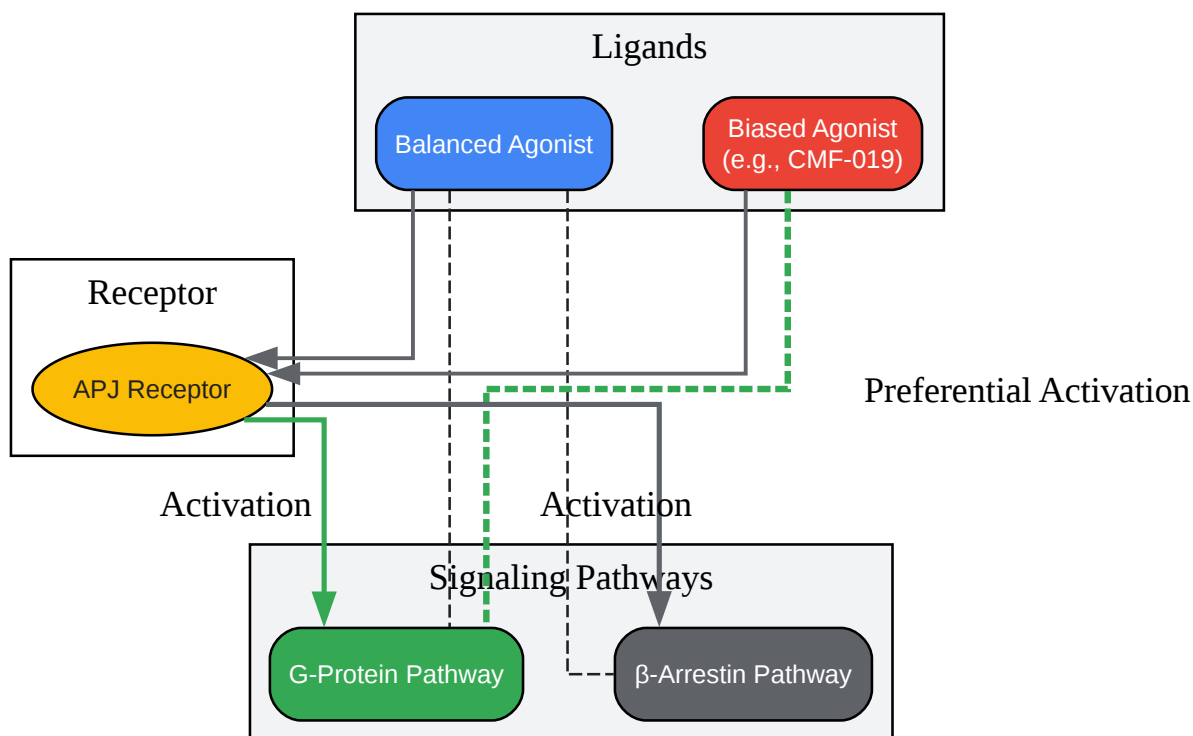 Ligands
Balanced Agonist
Biased Agonist
(e.g., CMF-019)
Receptor
APJ Receptor
Preferential Activation
Activation
Activation
Signaling Pathways
G-Protein Pathway
β-Arrestin Pathway